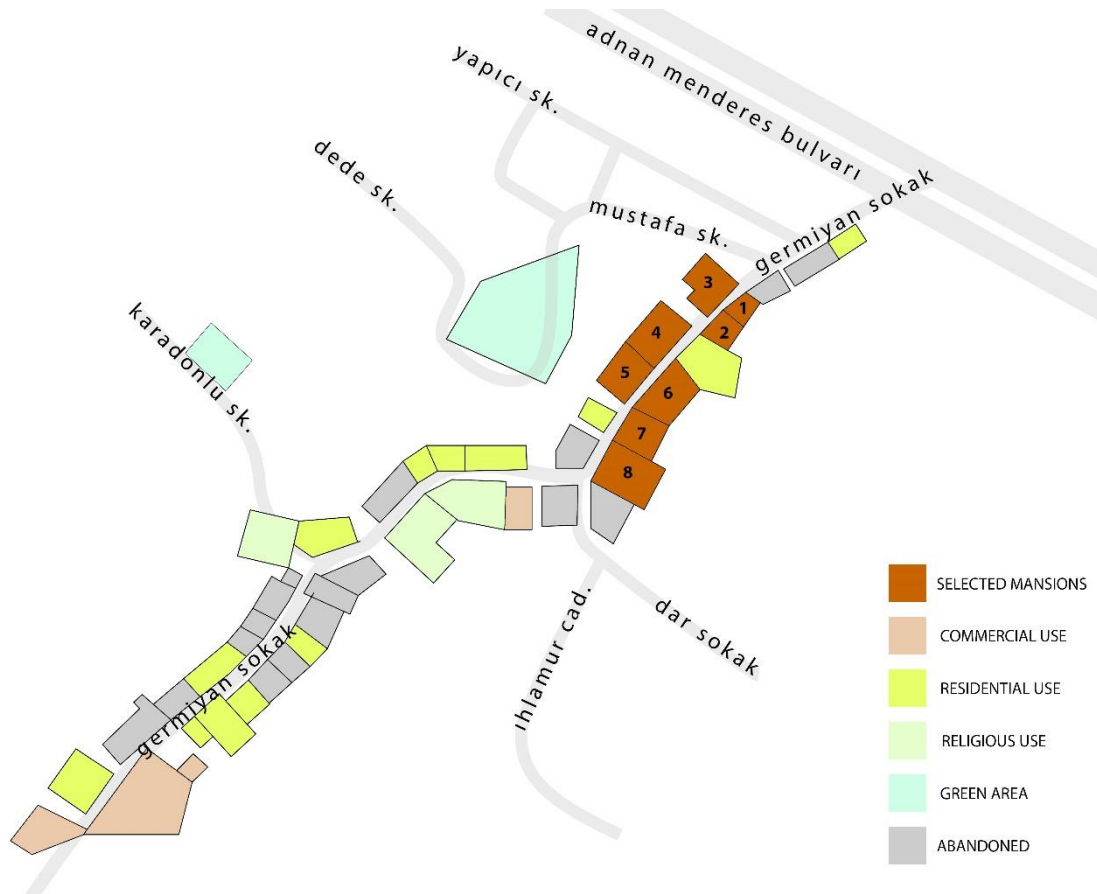 adnan menderes bulvarı
yapıcı sk.
dede sk.
mustafa sk.
germiyan sokak
karadonlu sk.
3
1
2
4
5
6
7
8
germiyan sokak
ıhlamur cad.
dar sokak
SELECTED MANSIONS
COMMERCIAL USE
RESIDENTIAL USE
RELIGIOUS USE
GREEN AREA
ABANDONED